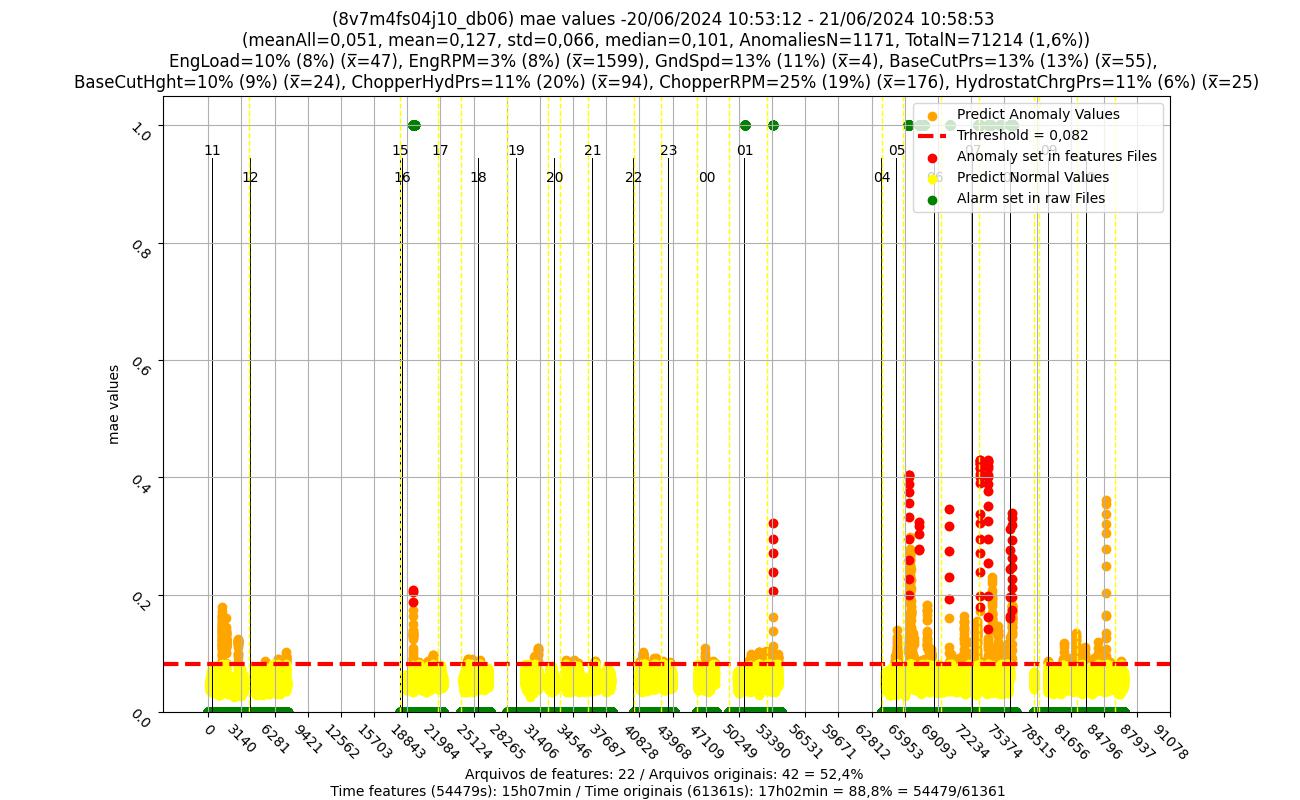 (8v7m4fs04j10_db06) mae values -20/06/2024 10:53:12 - 21/06/2024 10:58:53
(meanAll=0,051, mean=0,127, std=0,066, median=0,101, AnomaliesN=1171, TotalN=71214 (1,6%))
EngLoad=10% (8%) (x̅=47), EngRPM=3% (8%) (x̅=1599), GndSpd=13% (11%) (x̅=4), BaseCutPrs=13% (13%) (x̅=55),
BaseCutHght=10% (9%) (x̅=24), ChopperHydPrs=11% (20%) (x̅=94), ChopperRPM=25% (19%) (x̅=176), HydrostatChrgPrs=11% (6%) (x̅=25)
Predict Anomaly Values
Trhreshold = 0,082
Anomaly set in features Files
Predict Normal Values
Alarm set in raw Files
1.0
0.8
0.6
0.4
0.2
0.0
mae values
11 15 17 19 21 23 01 05 07 09
12 16 18 20 22 00 04 06
0 3140 6281 9421 12562 15703 18843 21984 25124 28265 31406 34546 37687 40828 43968 47109 50249 53390 56531 59671 62812 65953 69093 72234 75374 78515 81656 84796 87937 91078
Arquivos de features: 22 / Arquivos originais: 42 = 52,4%
Time features (54479s): 15h07min / Time originais (61361s): 17h02min = 88,8% = 54479/61361